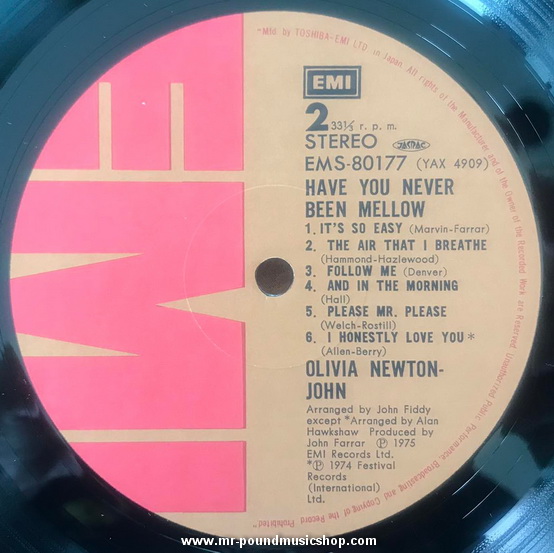 "Mfd by TOSHIBA-EMI LTD. in Japan. All rights of the Manufacturer and of the Owner of the Recorded Work are Reserved. Unauthorized Public Performance, Broadcasting and Copying of the Record Prohibited"
EMI
EMI
2 33⅓ r. p. m.
STEREO JASRAC
EMS-80177 (YAX 4909)
HAVE YOU NEVER
BEEN MELLOW
1. IT'S SO EASY (Marvin-Farrar)
2. THE AIR THAT I BREATHE
(Hammond-Hazlewood)
3. FOLLOW ME (Denver)
4. AND IN THE MORNING
(Hall)
5. PLEASE MR. PLEASE
(Welch-Rostill)
6. I HONESTLY LOVE YOU *
(Allen-Berry)
OLIVIA NEWTON-
JOHN
Arranged by John Fiddy
except *Arranged by Alan
Hawkshaw Produced by
John Farrar Ⓟ 1975
EMI Records Ltd.
*Ⓟ 1974 Festival
Records
(International)
Ltd.
www.mr-poundmusicshop.com